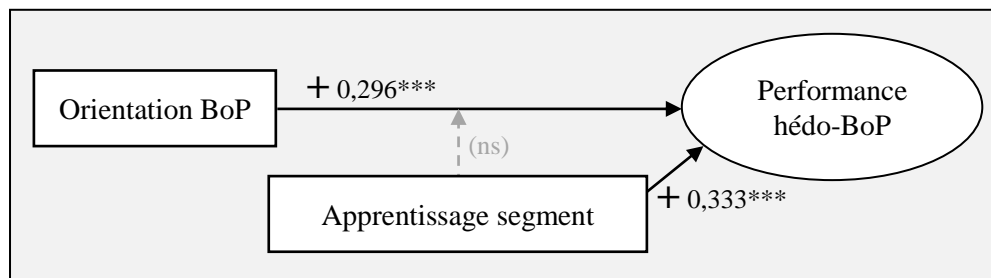 + 0,296***
Orientation BoP
Performance
hédo-BoP
(ns)
Apprentissage segment
+ 0,333***